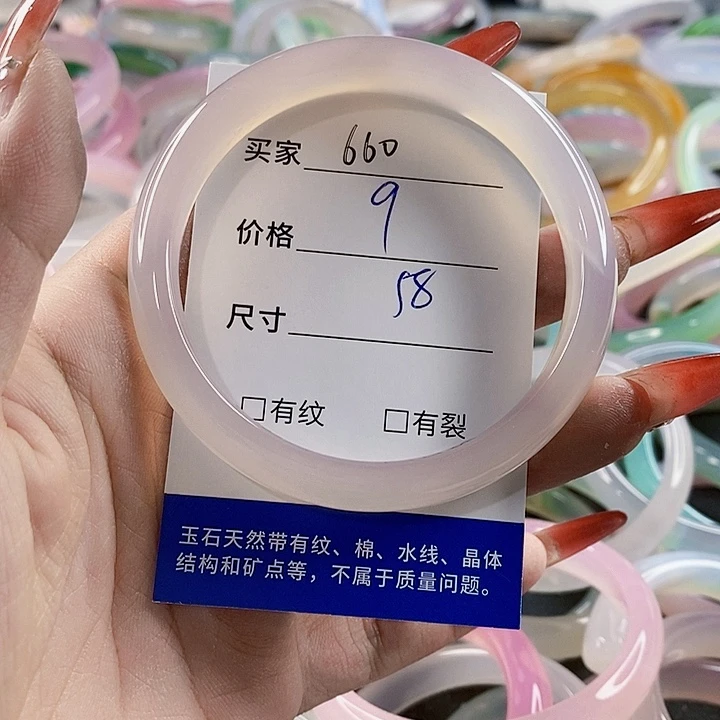 买家 660
价格 9
尺寸 58
□有纹 □有裂
玉石天然带有纹、棉、水线、晶体
结构和矿点等，不属于质量问题。